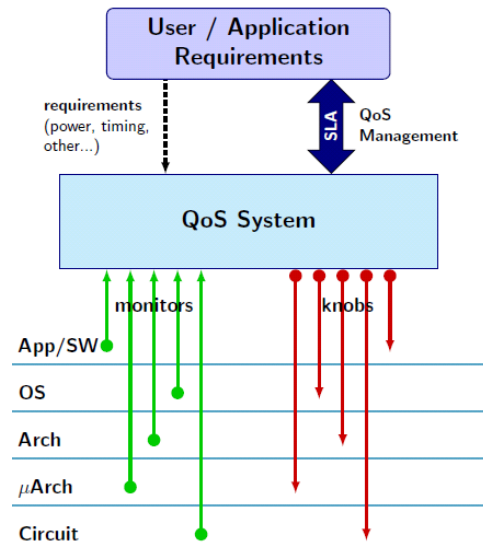 User / Application
Requirements
requirements
(power, timing,
other...)
SLA
QoS
Management
QoS System
monitors
knobs
App/SW
OS
Arch
μArch
Circuit